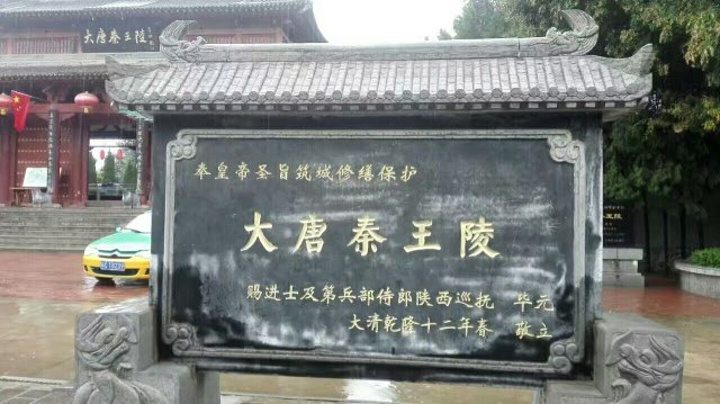 大唐秦王陵
奉皇帝圣旨筑城修缮保护
大唐秦王陵
赐进士及第兵部侍郎陕西巡抚 毕元
大清乾隆十二年春 敬立